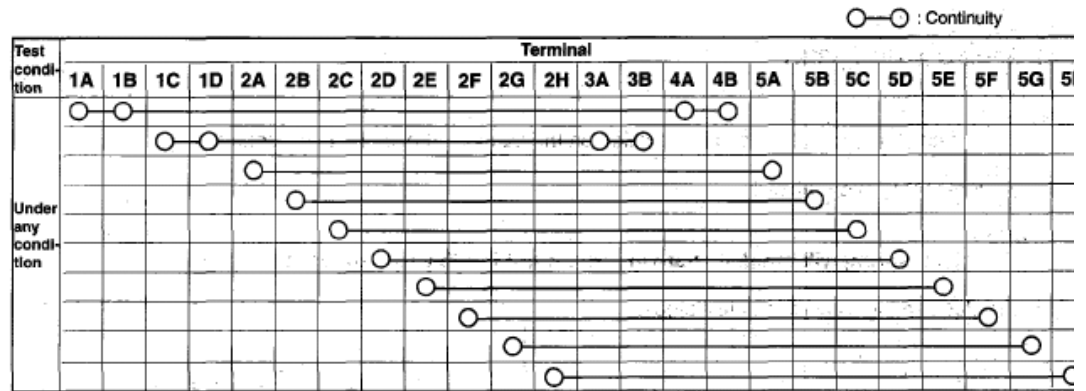 : Continuity
Test
condi-
tion
Terminal
1A 1B 1C 1D 2A 2B 2C 2D 2E 2F 2G 2H 3A 3B 4A 4B 5A 5B 5C 5D 5E 5F 5G
Under
any
condi-
tion